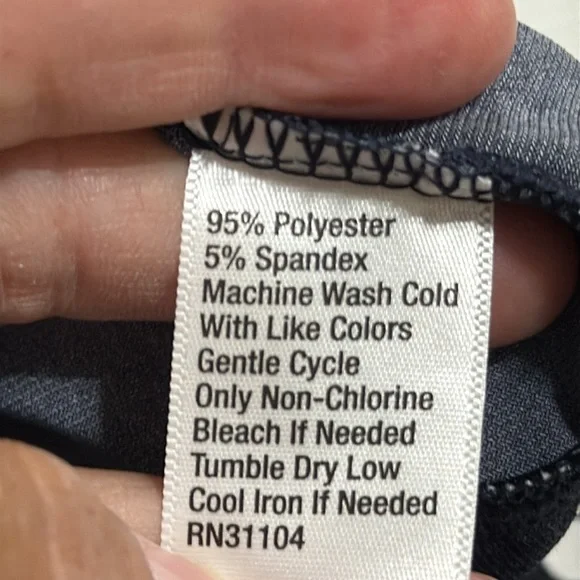 95% Polyester
5% Spandex
Machine Wash Cold
With Like Colors
Gentle Cycle
Only Non-Chlorine
Bleach If Needed
Tumble Dry Low
Cool Iron If Needed
RN31104